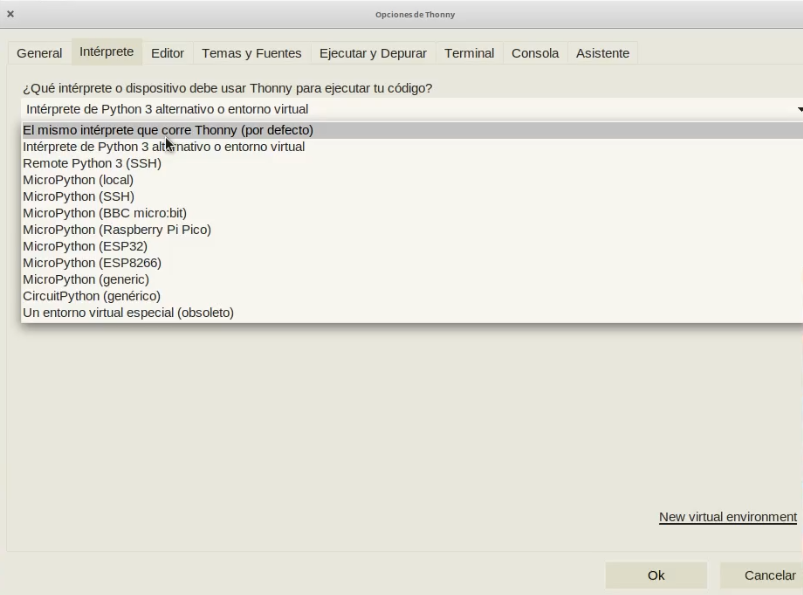 Opciones de Thonny
General Intérprete Editor Temas y Fuentes Ejecutar y Depurar Terminal Consola Asistente
¿Qué intérprete o dispositivo debe usar Thonny para ejecutar tu código?
Intérprete de Python 3 alternativo o entorno virtual
El mismo intérprete que corre Thonny (por defecto)
Intérprete de Python 3 alternativo o entorno virtual
Remote Python 3 (SSH)
MicroPython (local)
MicroPython (SSH)
MicroPython (BBC micro:bit)
MicroPython (Raspberry Pi Pico)
MicroPython (ESP32)
MicroPython (ESP8266)
MicroPython (generic)
CircuitPython (genérico)
Un entorno virtual especial (obsoleto)
New virtual environment
Ok Cancelar